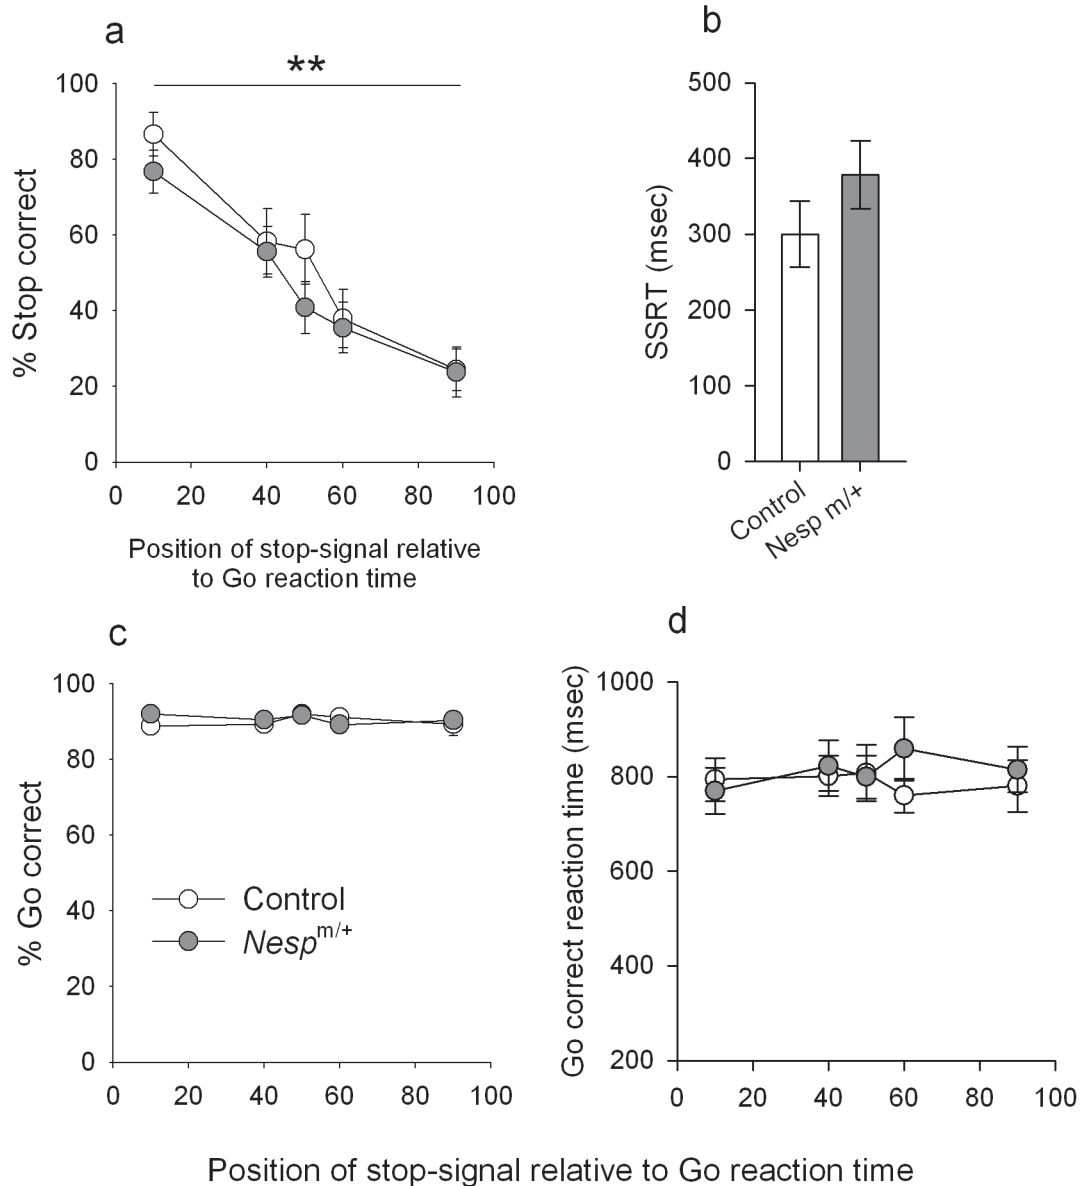 a
**
100
80
60
40
20
0
% Stop correct
0 20 40 60 80 100
Position of stop-signal relative
to Go reaction time
b
500
400
300
200
100
0
SSRT (msec)
Control
Nesp m/+
c
100
80
60
40
20
0
% Go correct
Control
Nesp m/+
0 20 40 60 80 100
d
1000
800
600
400
200
Go correct reaction time (msec)
0 20 40 60 80 100
Position of stop-signal relative to Go reaction time